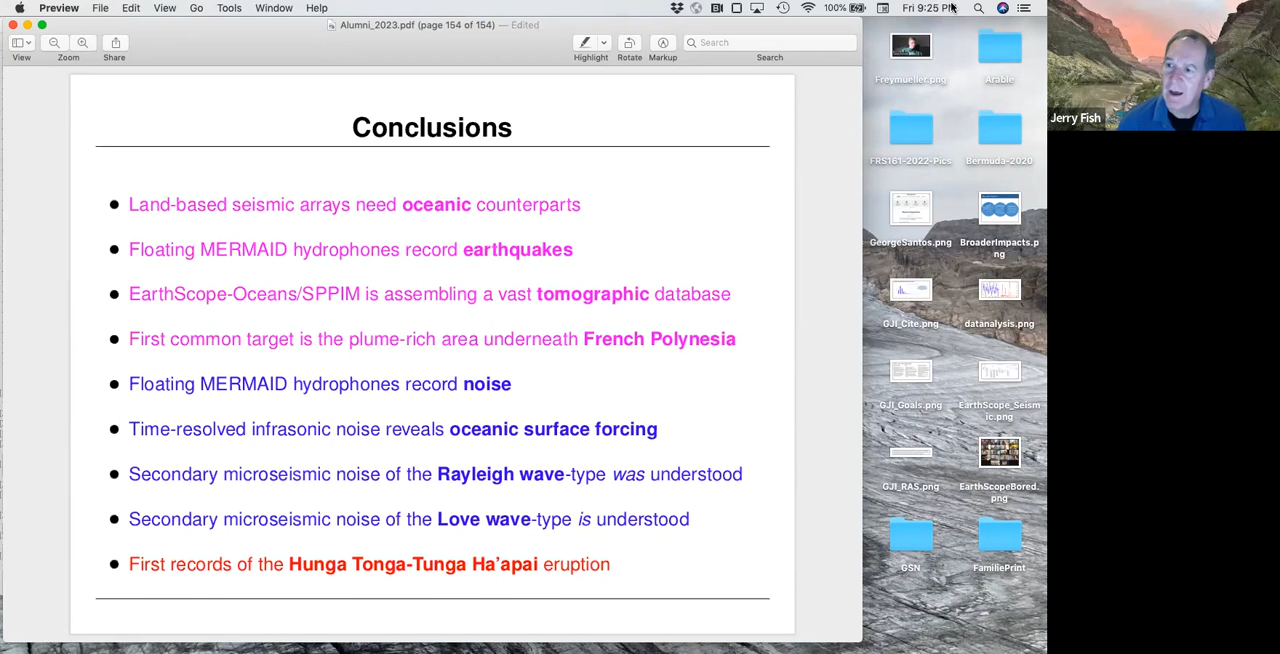 Preview File Edit View Go Tools Window Help
100% Fri 9:25 PM
Alumni_2023.pdf (page 154 of 154) — Edited
Search
View Zoom Share Highlight Rotate Markup Search
Conclusions
Land-based seismic arrays need oceanic counterparts
Floating MERMAID hydrophones record earthquakes
EarthScope-Oceans/SPPIM is assembling a vast tomographic database
First common target is the plume-rich area underneath French Polynesia
Floating MERMAID hydrophones record noise
Time-resolved infrasonic noise reveals oceanic surface forcing
Secondary microseismic noise of the Rayleigh wave-type was understood
Secondary microseismic noise of the Love wave-type is understood
First records of the Hunga Tonga-Tunga Ha’apai eruption
Freymueller.png
Arable
FRS161-2022-Pics
Bermuda-2020
GeorgeSantos.png
BroaderImpacts.p
ng
GJI_Cite.png
datanalysis.png
GJI_Goals.png
EarthScope_Seism
ic.png
GJI_RAS.png
EarthScopeBored.
png
GSN
FamiliePrint
Jerry Fish